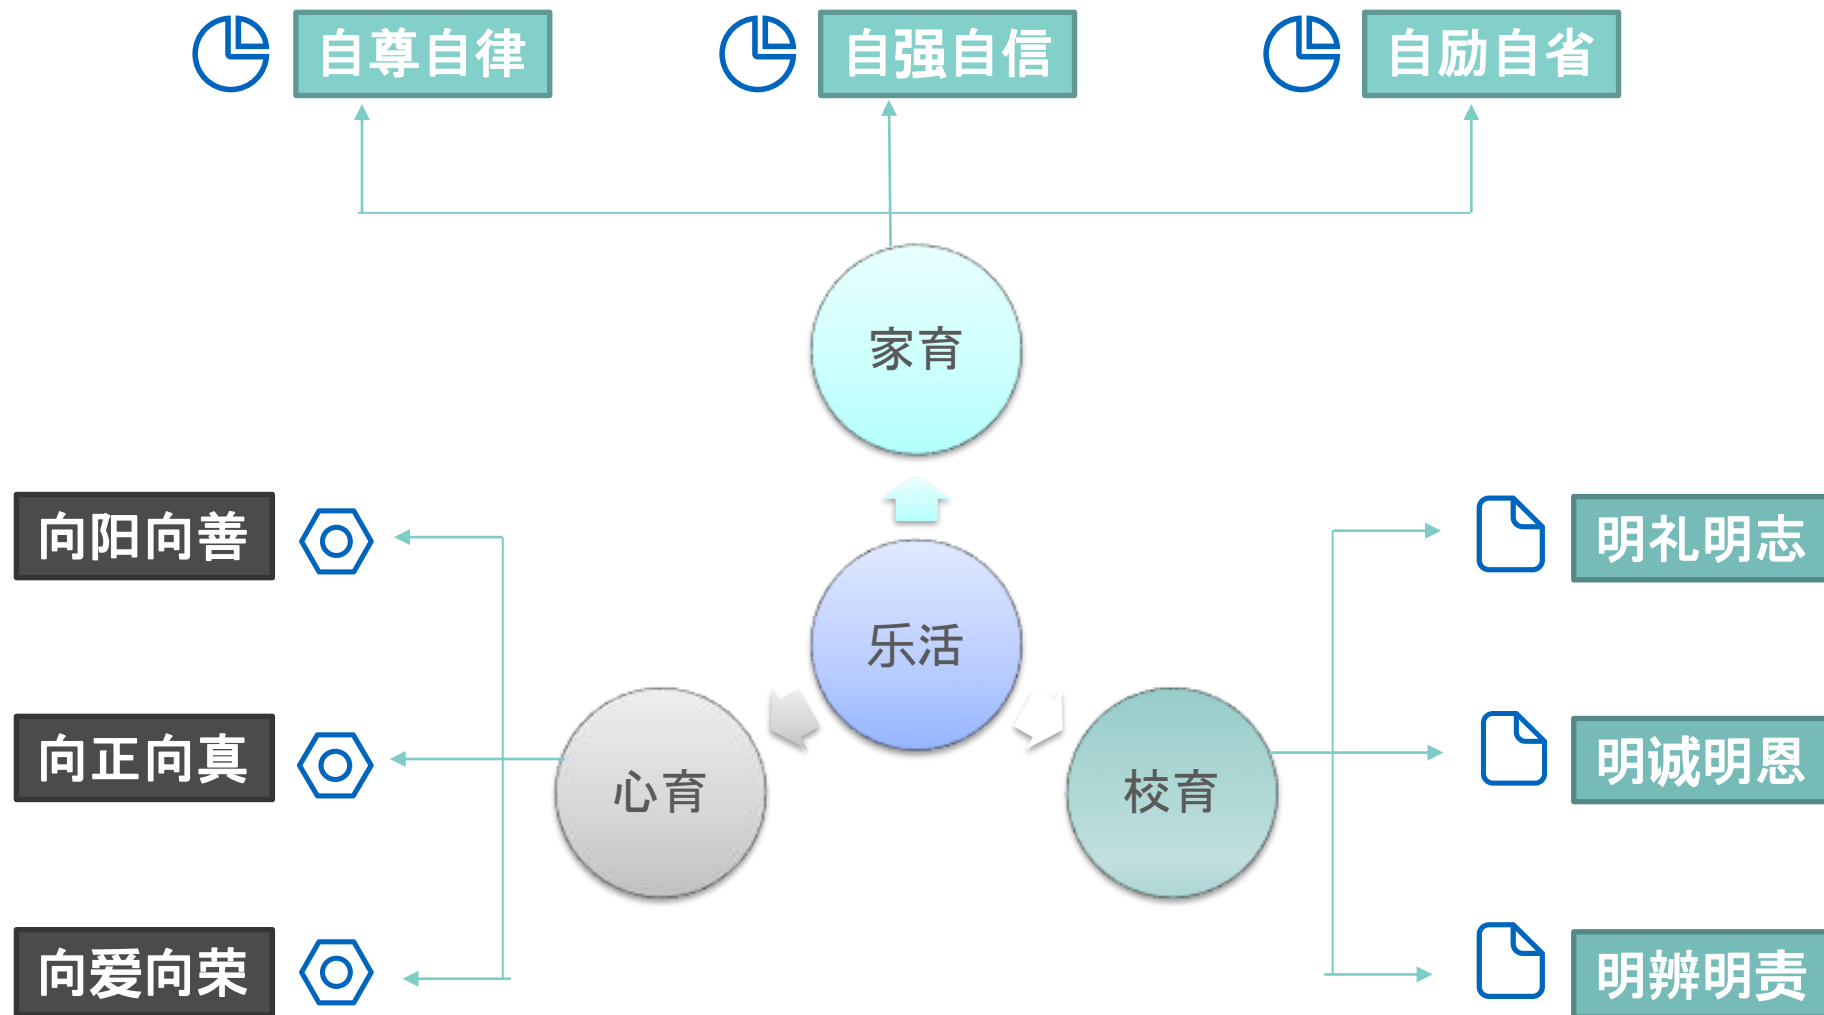 自尊自律
自强自信
自励自省
家育
向阳向善
明礼明志
乐活
向正向真
心育
校育
明诚明恩
向爱向荣
明辨明责